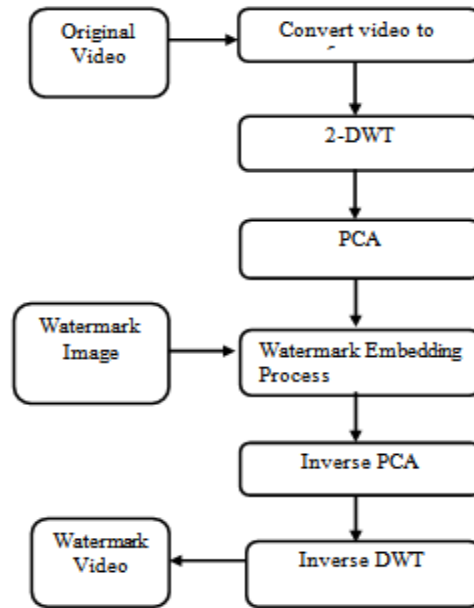 Original
Video
Convert video to
2-DWT
PCA
Watermark
Image
Watermark Embedding
Process
Inverse PCA
Watermark
Video
Inverse DWT